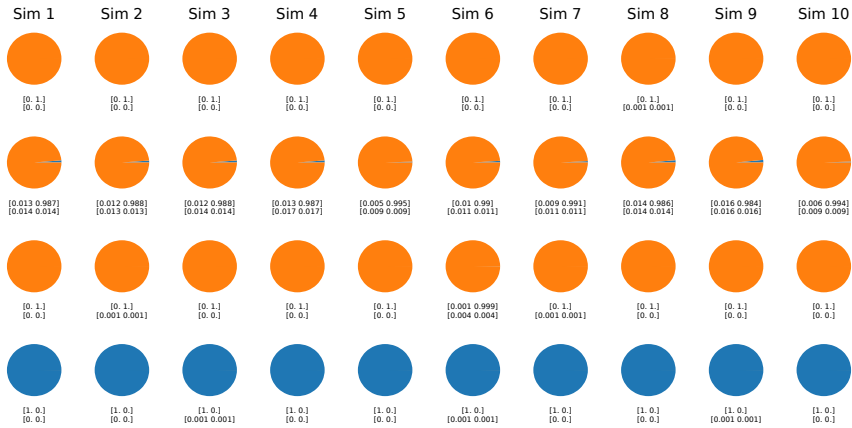 Sim 1 Sim 2 Sim 3 Sim 4 Sim 5 Sim 6 Sim 7 Sim 8 Sim 9 Sim 10
[0. 1.] [0. 1.] [0. 1.] [0. 1.] [0. 1.] [0. 1.] [0. 1.] [0. 1.] [0. 1.] [0. 1.]
[0. 0.] [0. 0.] [0. 0.] [0. 0.] [0. 0.] [0. 0.] [0. 0.] [0.001 0.001] [0. 0.] [0. 0.]
[0.013 0.987] [0.012 0.988] [0.012 0.988] [0.013 0.987] [0.005 0.995] [0.01 0.99] [0.009 0.991] [0.014 0.986] [0.016 0.984] [0.006 0.994]
[0.014 0.014] [0.013 0.013] [0.014 0.014] [0.017 0.017] [0.009 0.009] [0.011 0.011] [0.011 0.011] [0.014 0.014] [0.016 0.016] [0.009 0.009]
[0. 1.] [0. 1.] [0. 1.] [0. 1.] [0. 1.] [0.001 0.999] [0. 1.] [0. 1.] [0. 1.] [0. 1.]
[0. 0.] [0.001 0.001] [0. 0.] [0. 0.] [0. 0.] [0.004 0.004] [0.001 0.001] [0. 0.] [0. 0.] [0. 0.]
[1. 0.] [1. 0.] [1. 0.] [1. 0.] [1. 0.] [1. 0.] [1. 0.] [1. 0.] [1. 0.] [1. 0.]
[0. 0.] [0. 0.] [0.001 0.001] [0. 0.] [0. 0.] [0.001 0.001] [0. 0.] [0. 0.] [0.001 0.001] [0. 0.]